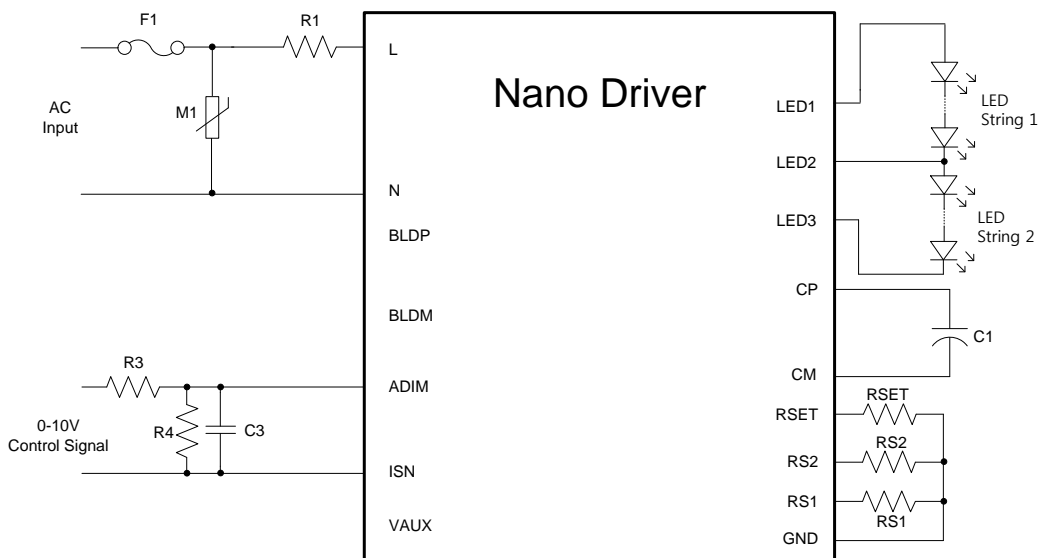 F1
R1
L
AC
Input
M1
N
BLDP
BLDM
R3
ADIM
0-10V
Control Signal
R4
C3
ISN
VAUX
Nano Driver
LED1
LED
String 1
LED2
LED3
LED
String 2
CP
C1
CM
RSET
RSET
RS2
RS2
RS1
RS1
GND